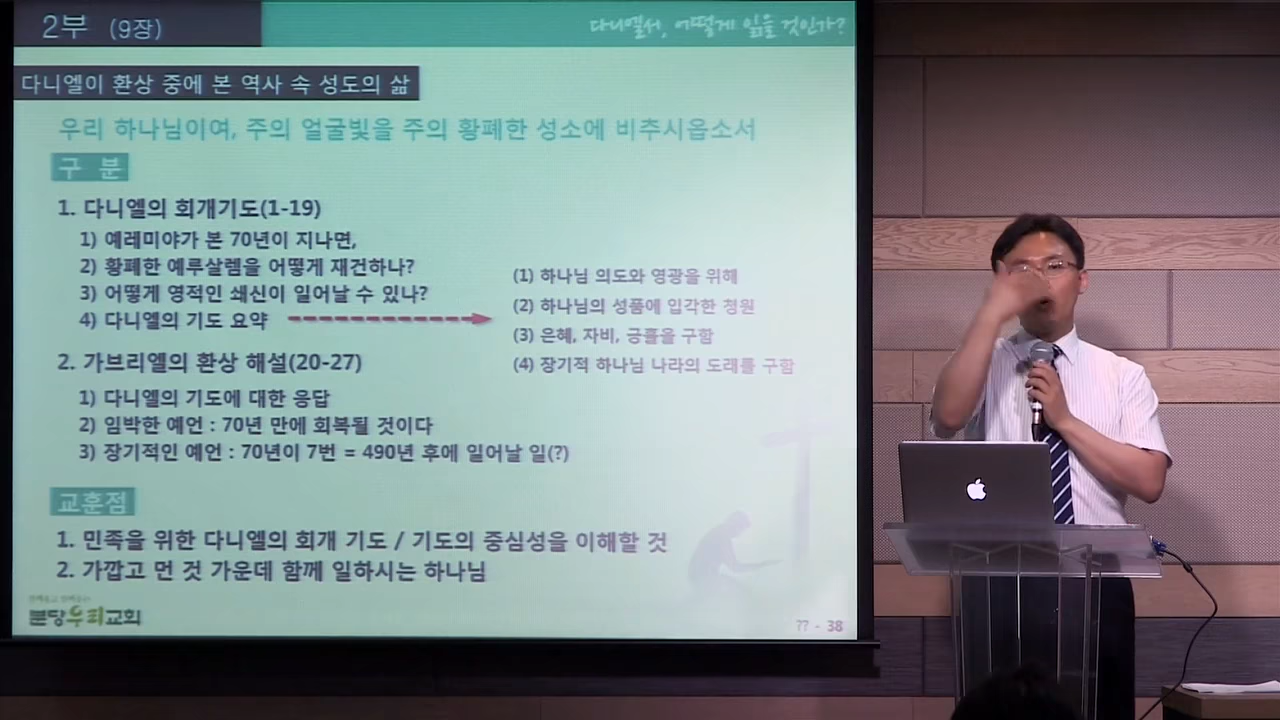 2부 (9장)
다니엘서, 어떻게 읽을 것인가?
다니엘이 환상 중에 본 역사 속 성도의 삶
우리 하나님이여, 주의 얼굴빛을 주의 황폐한 성소에 비추시옵소서
구 분
1. 다니엘의 회개기도(1-19)
1) 예레미야가 본 70년이 지나면,
2) 황폐한 예루살렘을 어떻게 재건하나?
3) 어떻게 영적인 쇄신이 일어날 수 있나?
4) 다니엘의 기도 요약
(1) 하나님 의도와 영광을 위해
(2) 하나님의 성품에 입각한 청원
(3) 은혜, 자비, 긍휼을 구함
(4) 장기적 하나님 나라의 도래를 구함
2. 가브리엘의 환상 해설(20-27)
1) 다니엘의 기도에 대한 응답
2) 임박한 예언 : 70년 만에 회복될 것이다
3) 장기적인 예언 : 70년이 7번 = 490년 후에 일어날 일(?)
교훈점
1. 민족을 위한 다니엘의 회개 기도 / 기도의 중심성을 이해할 것
2. 가깝고 먼 것 가운데 함께 일하시는 하나님
분당우리교회
?? - 38